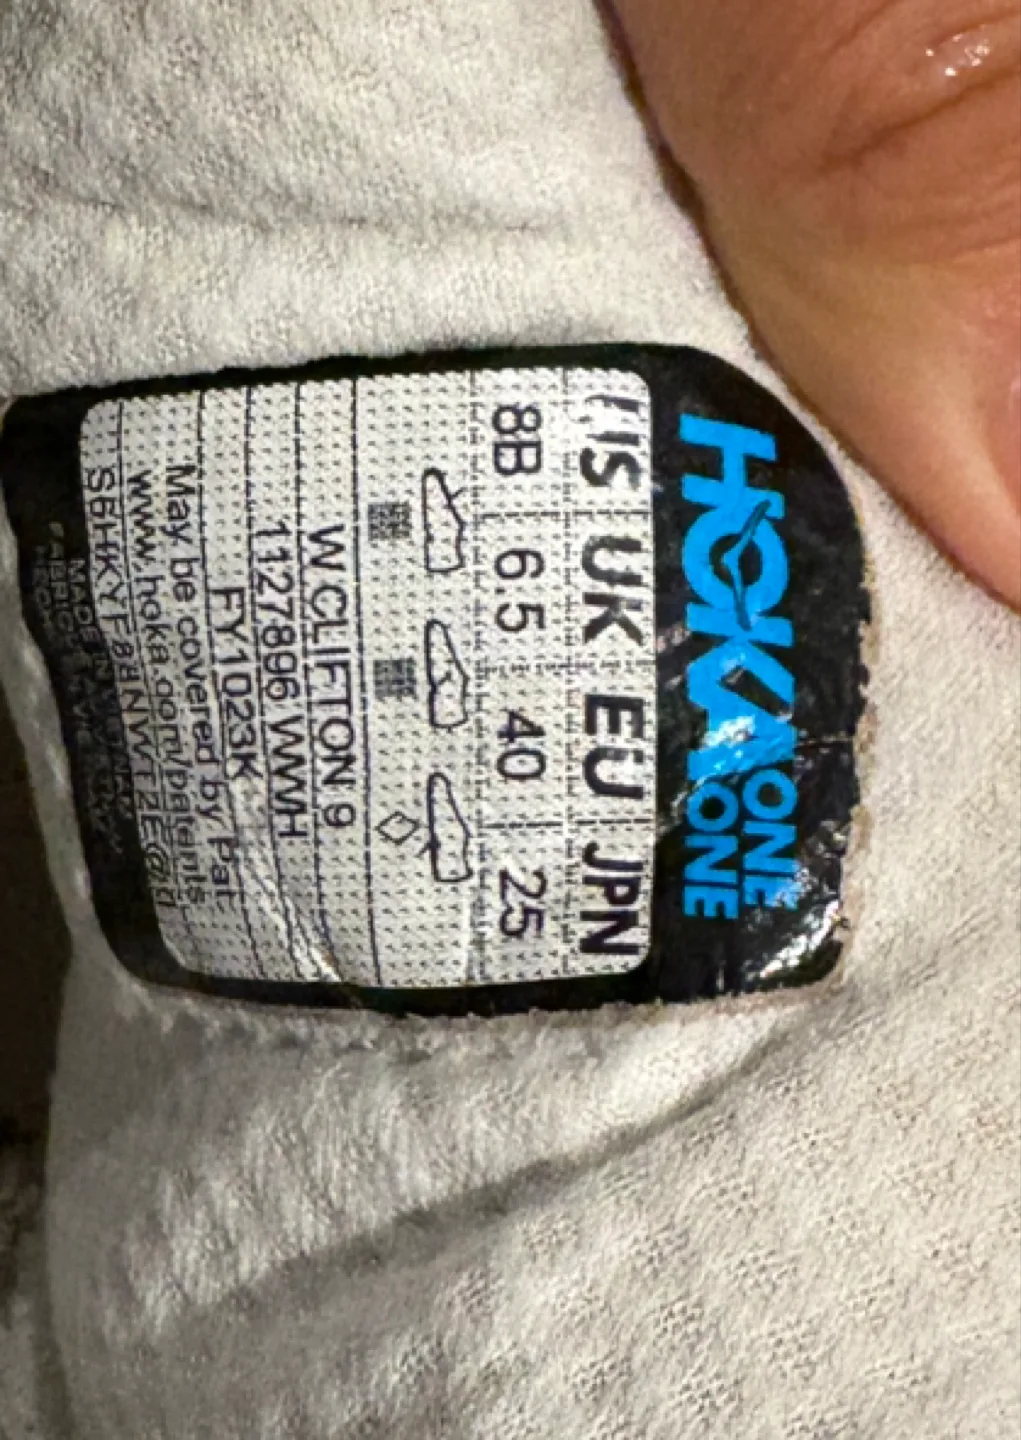 HOKA ONE ONE
UK EU JPN
8B 6.5 40 25
W CLIFTON 9
1127896 WWH
FY1023K
May be covered by Pat
www.hoka.com/patents